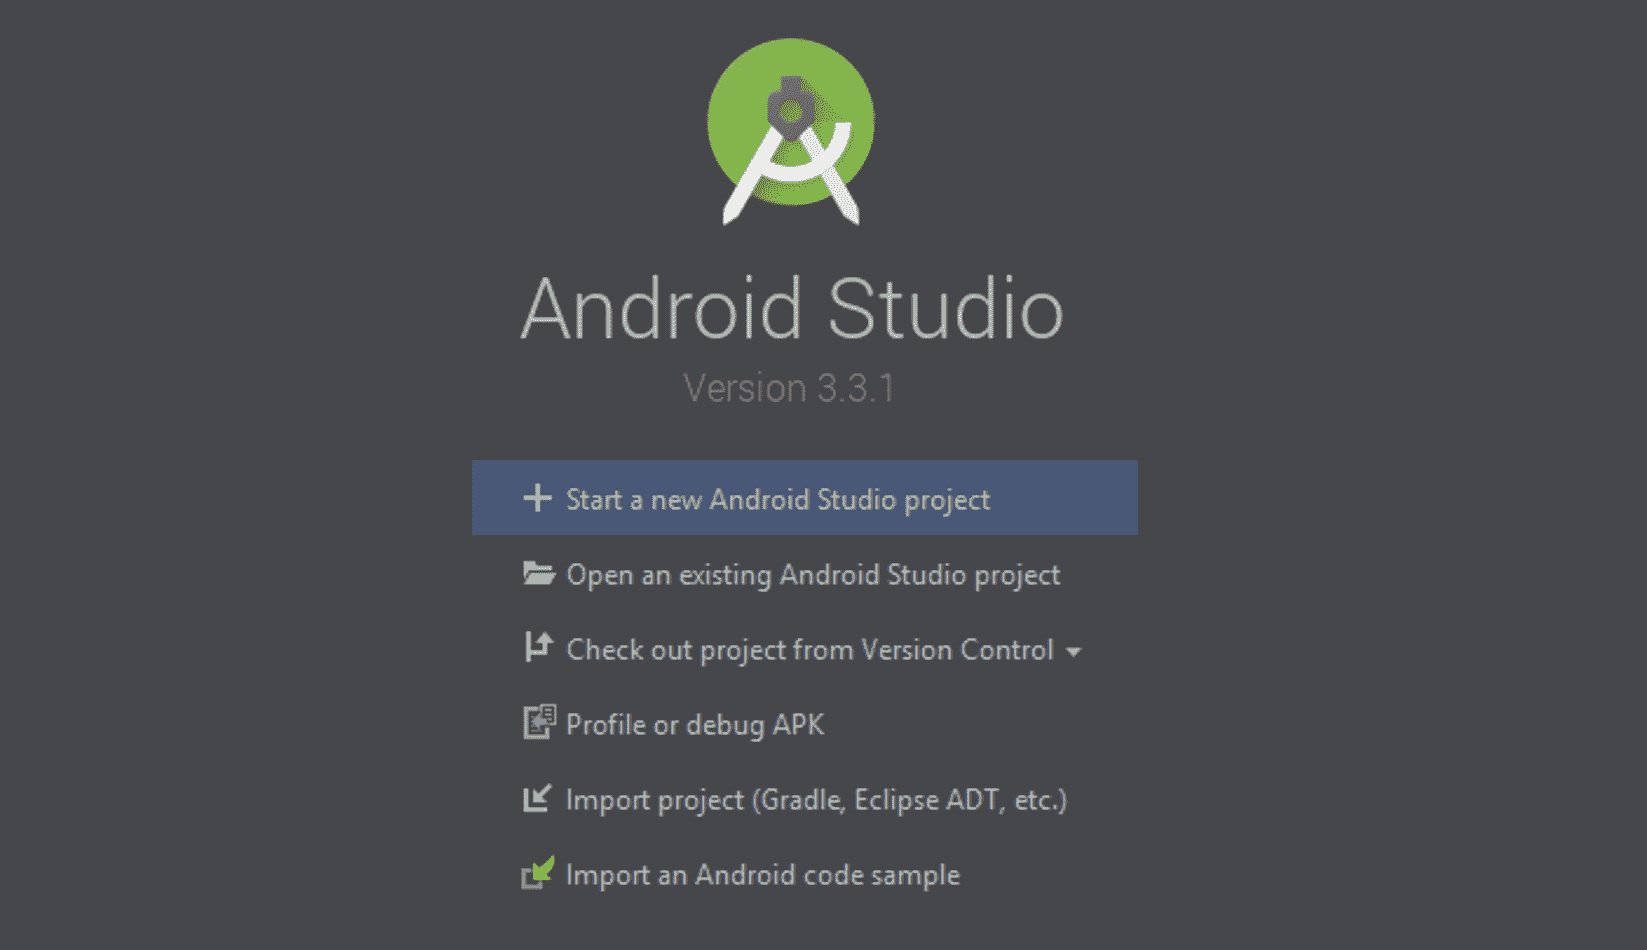 Android Studio
Version 3.3.1
Start a new Android Studio project
Open an existing Android Studio project
Check out project from Version Control
Profile or debug APK
Import project (Gradle, Eclipse ADT, etc.)
Import an Android code sample